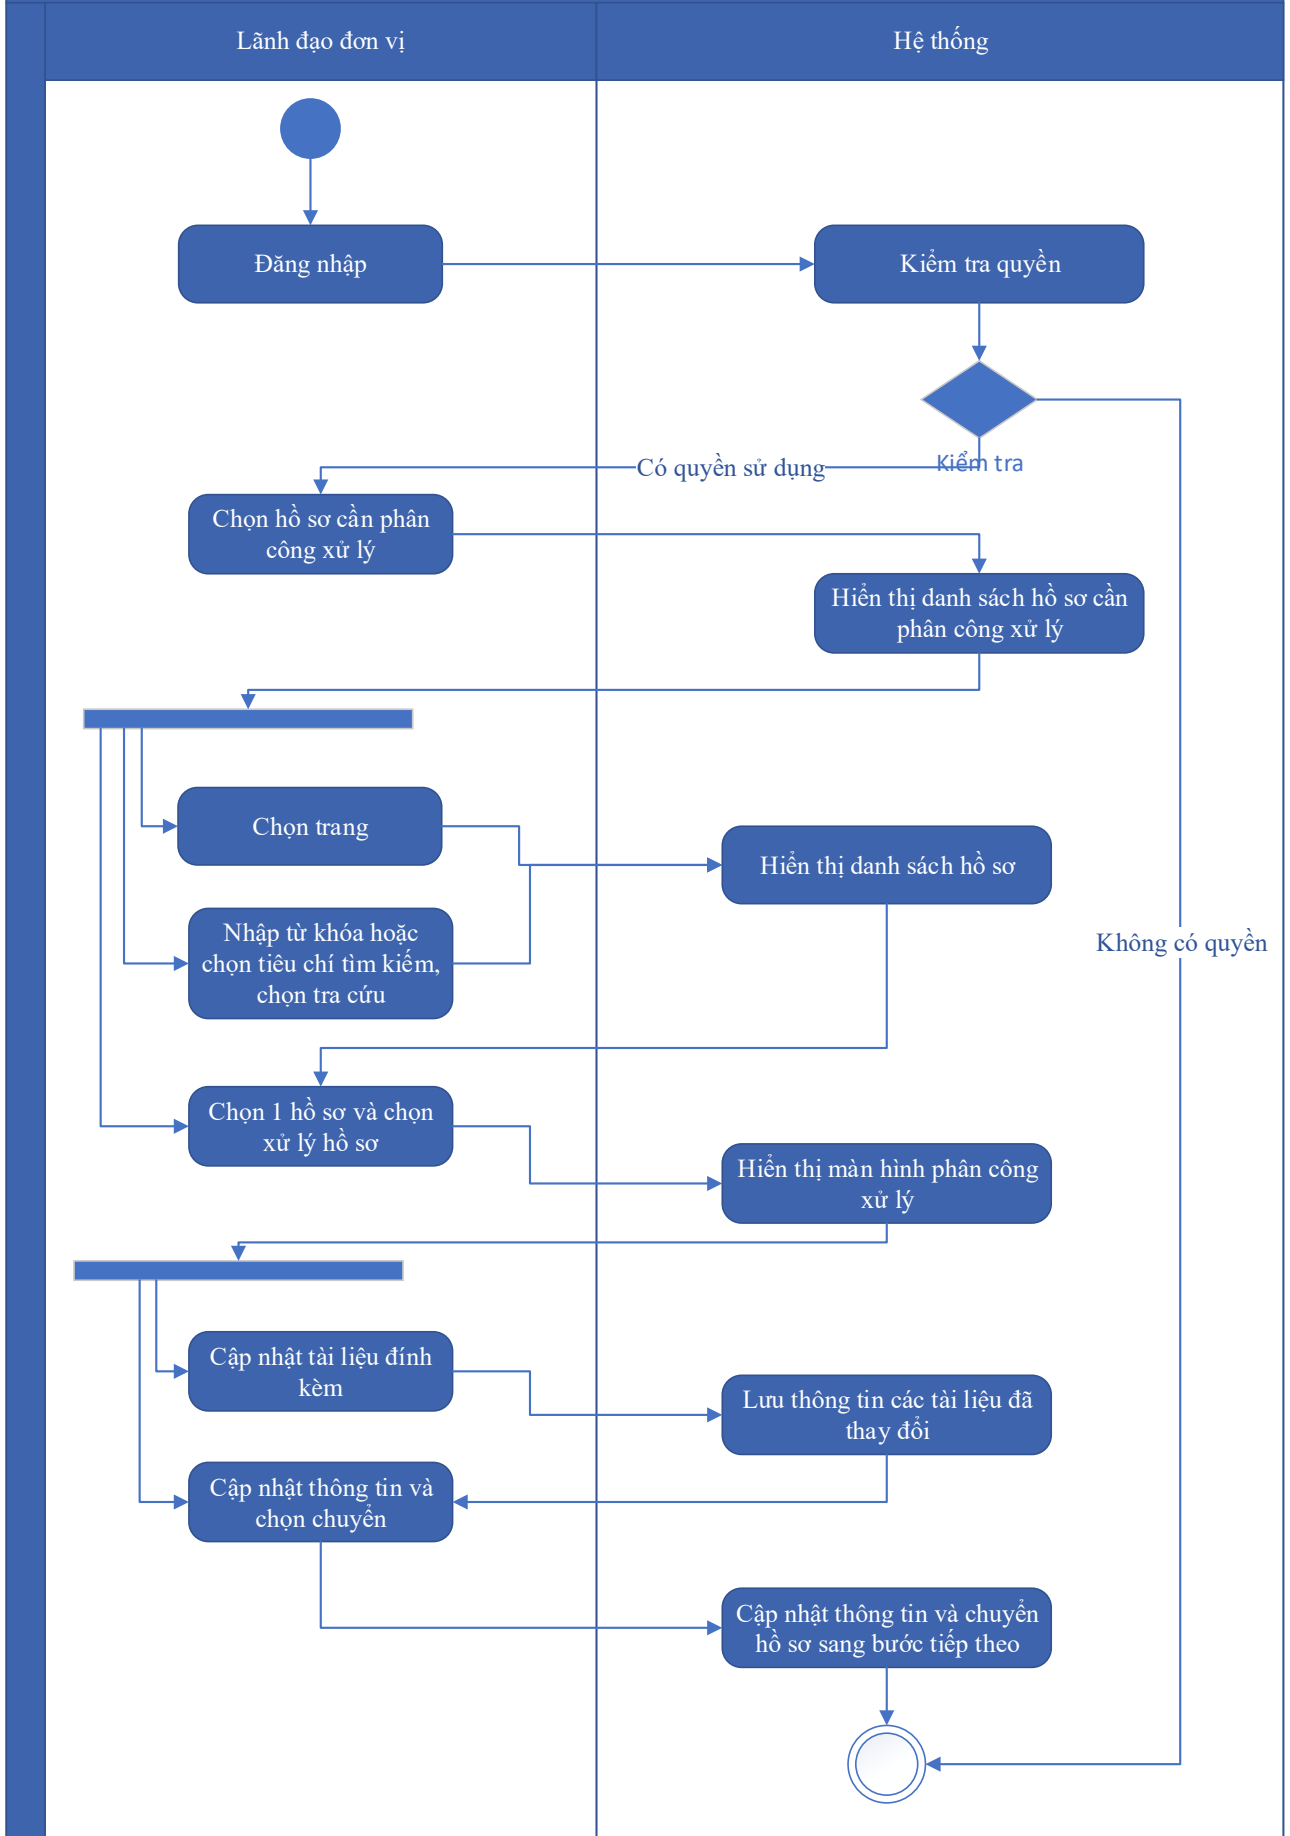 Lãnh đạo đơn vị
Hệ thống
Đăng nhập
Kiểm tra quyền
Kiểm tra
Có quyền sử dụng
Chọn hồ sơ cần phân
công xử lý
Hiển thị danh sách hồ sơ cần
phân công xử lý
Chọn trang
Hiển thị danh sách hồ sơ
Nhập từ khóa hoặc
chọn tiêu chí tìm kiếm,
chọn tra cứu
Không có quyền
Chọn 1 hồ sơ và chọn
xử lý hồ sơ
Hiển thị màn hình phân công
xử lý
Cập nhật tài liệu đính
kèm
Lưu thông tin các tài liệu đã
thay đổi
Cập nhật thông tin và
chọn chuyển
Cập nhật thông tin và chuyển
hồ sơ sang bước tiếp theo